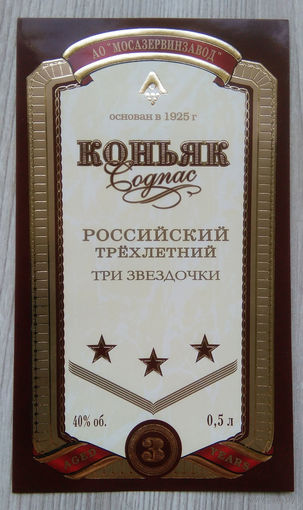 АО "МОСАЗЕРВИНЗАВОД"
основан в 1925 г
КОНЬЯК
Cognac
РОССИЙСКИЙ
ТРЁХЛЕТНИЙ
ТРИ ЗВЕЗДОЧКИ
40% об. 0,5 л
AGED 3 YEARS